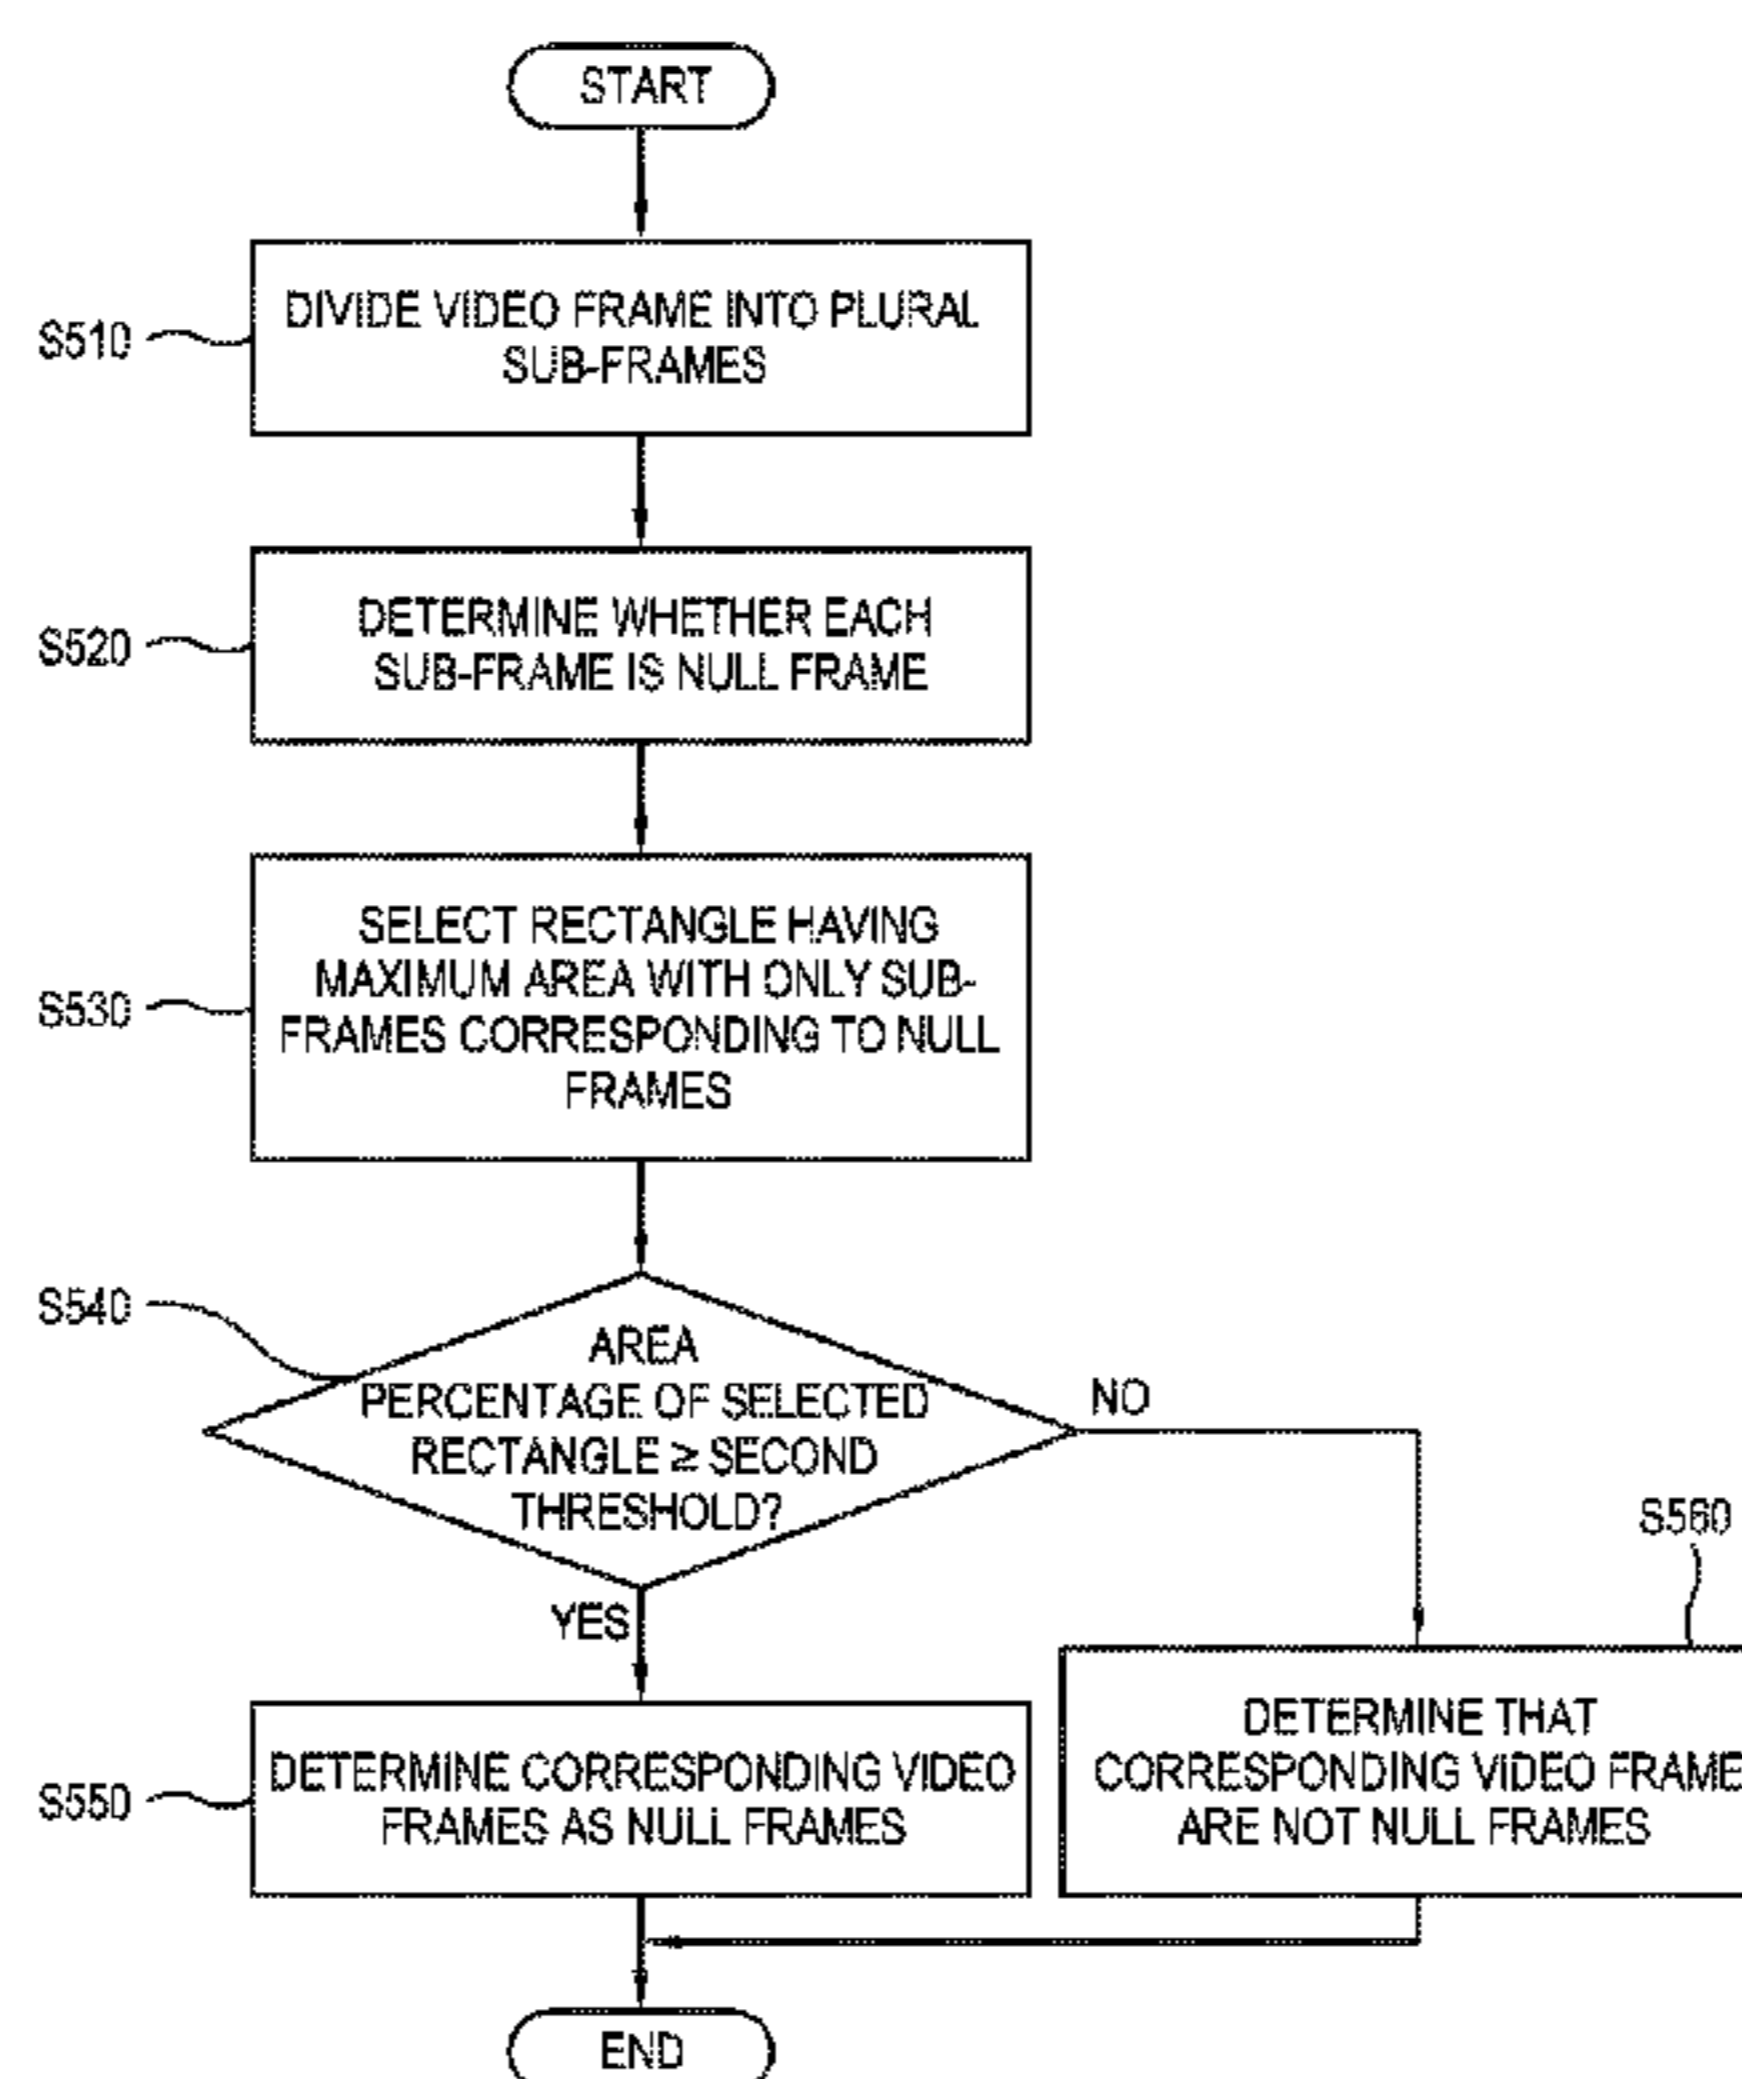 START
S510
DIVIDE VIDEO FRAME INTO PLURAL
SUB-FRAMES
S520
DETERMINE WHETHER EACH
SUB-FRAME IS NULL FRAME
S530
SELECT RECTANGLE HAVING
MAXIMUM AREA WITH ONLY SUB-
FRAMES CORRESPONDING TO NULL
FRAMES
S540
AREA
PERCENTAGE OF SELECTED
RECTANGLE ≥ SECOND
THRESHOLD?
NO
YES
S560
S550
DETERMINE CORRESPONDING VIDEO
FRAMES AS NULL FRAMES
DETERMINE THAT
CORRESPONDING VIDEO FRAME
ARE NOT NULL FRAMES
END